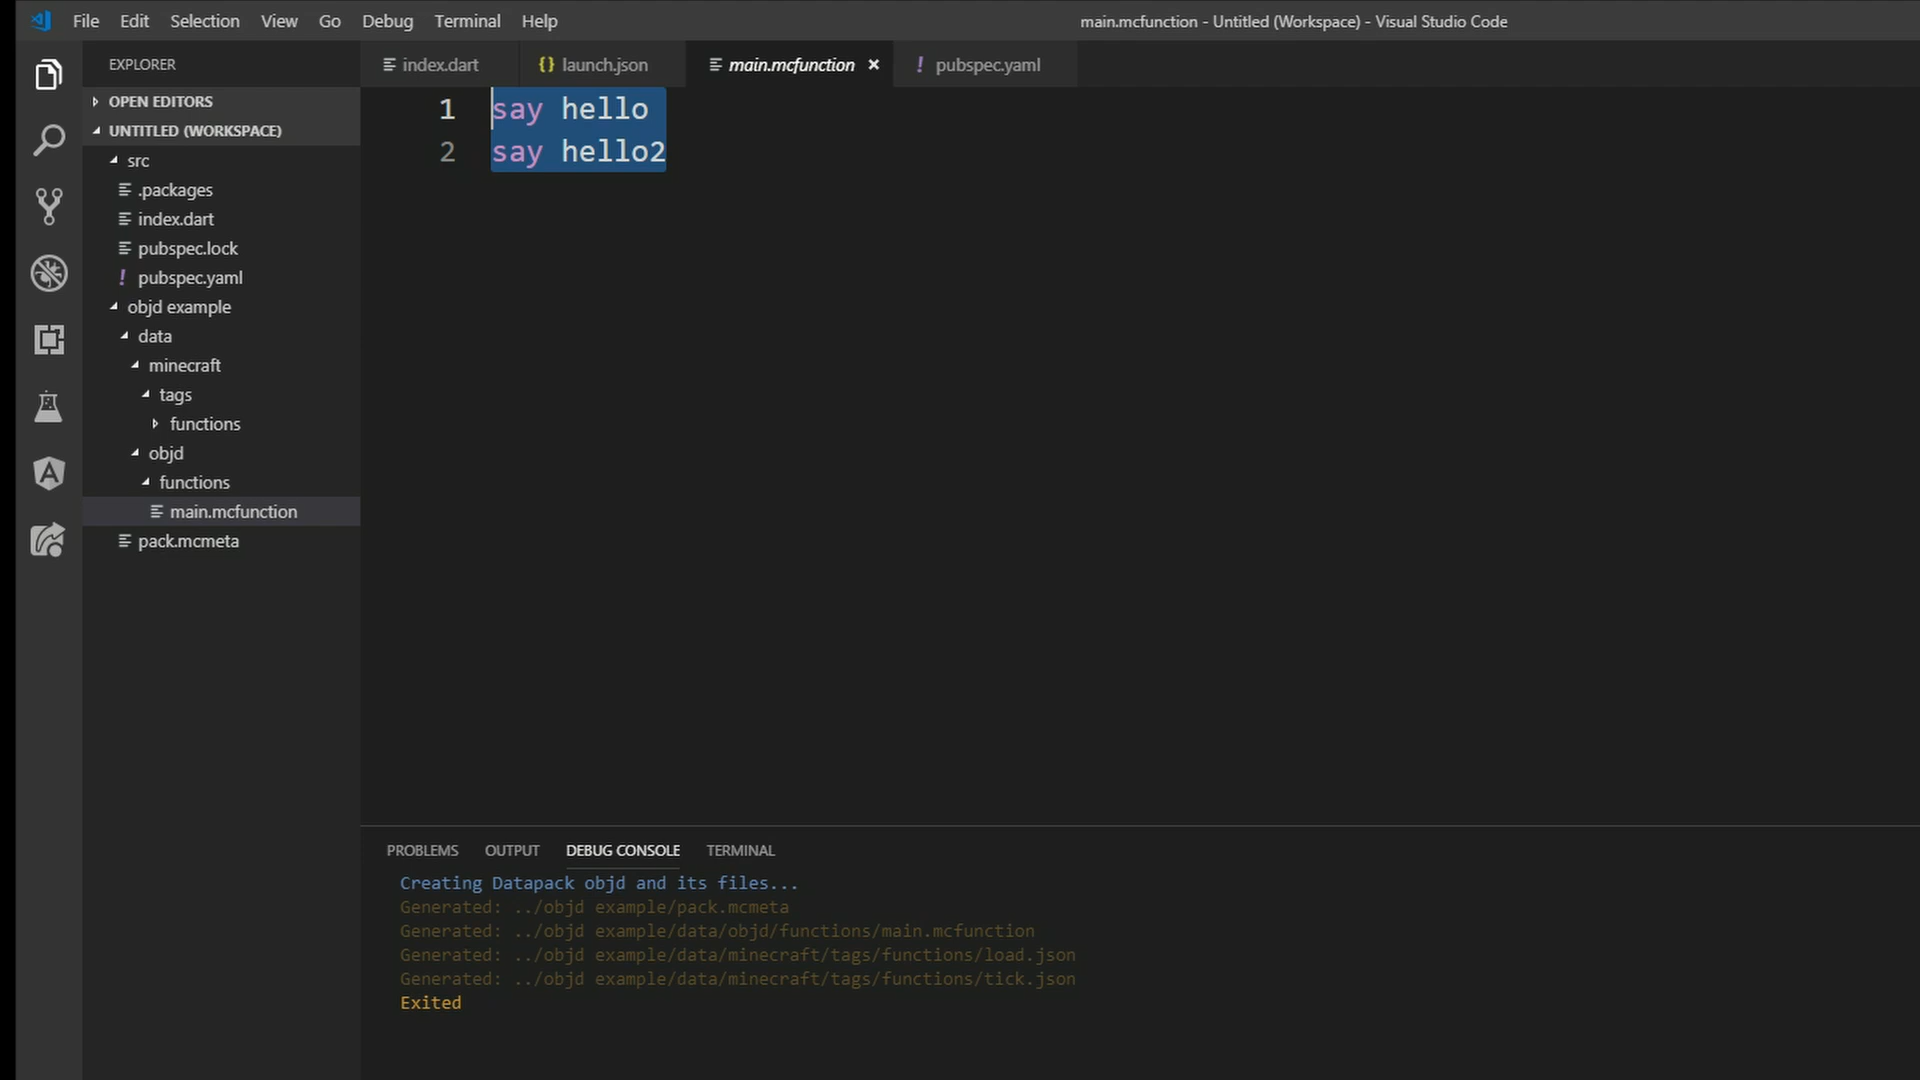 File Edit Selection View Go Debug Terminal Help
main.mcfunction - Untitled (Workspace) - Visual Studio Code
EXPLORER
OPEN EDITORS
UNTITLED (WORKSPACE)
src
.packages
index.dart
pubspec.lock
! pubspec.yaml
objd example
data
minecraft
tags
functions
objd
functions
main.mcfunction
pack.mcmeta
index.dart {} launch.json main.mcfunction × ! pubspec.yaml
1 say hello
2 say hello2
PROBLEMS OUTPUT DEBUG CONSOLE TERMINAL
Creating Datapack objd and its files...
Generated: ../objd example/pack.mcmeta
Generated: ../objd example/data/objd/functions/main.mcfunction
Generated: ../objd example/data/minecraft/tags/functions/load.json
Generated: ../objd example/data/minecraft/tags/functions/tick.json
Exited